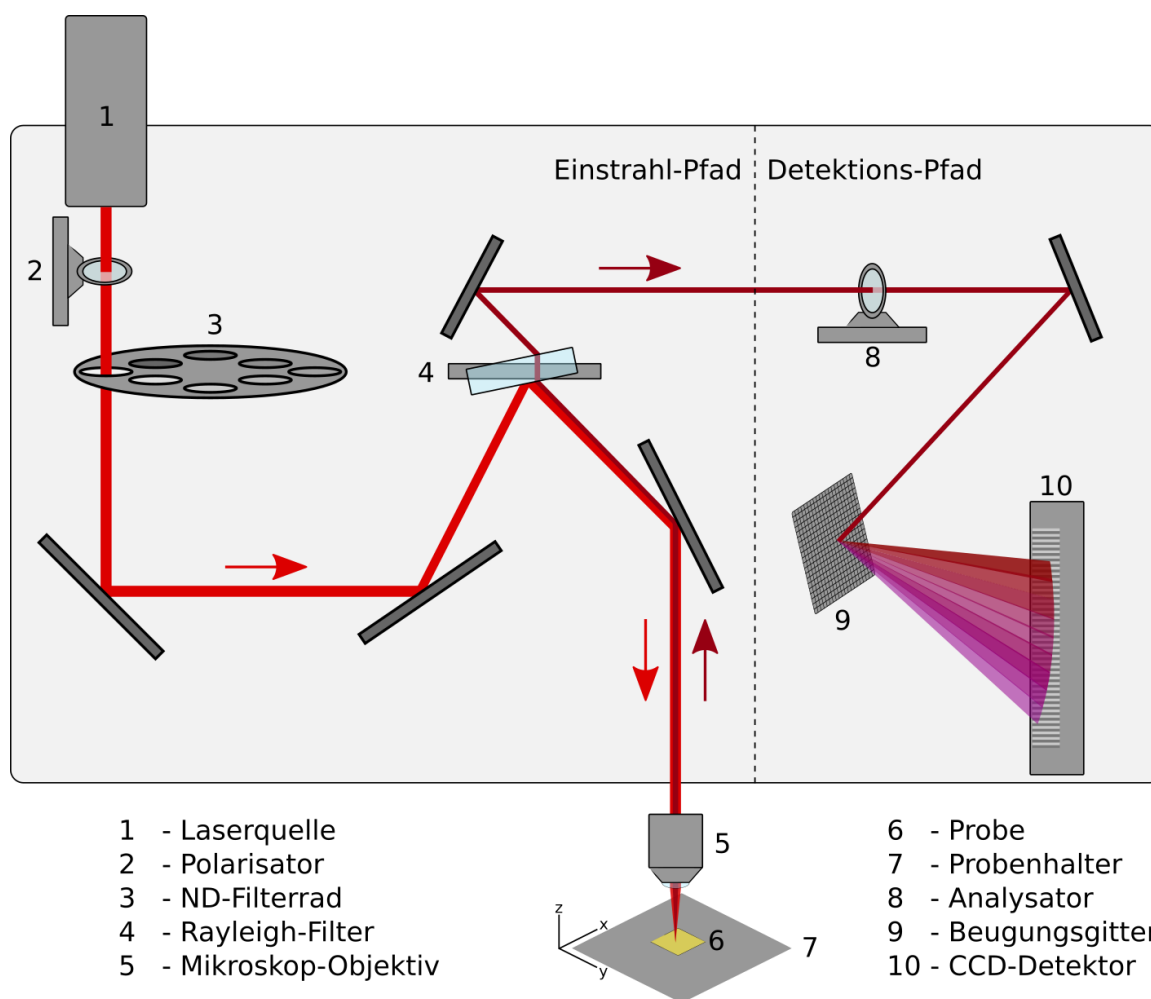 1
Einstrahl-Pfad
Detektions-Pfad
2
3
4
8
10
9
5
6
7
z
x
y
1 - Laserquelle
2 - Polarisator
3 - ND-Filterrad
4 - Rayleigh-Filter
5 - Mikroskop-Objektiv
6 - Probe
7 - Probenhalter
8 - Analysator
9 - Beugungsgitter
10 - CCD-Detektor